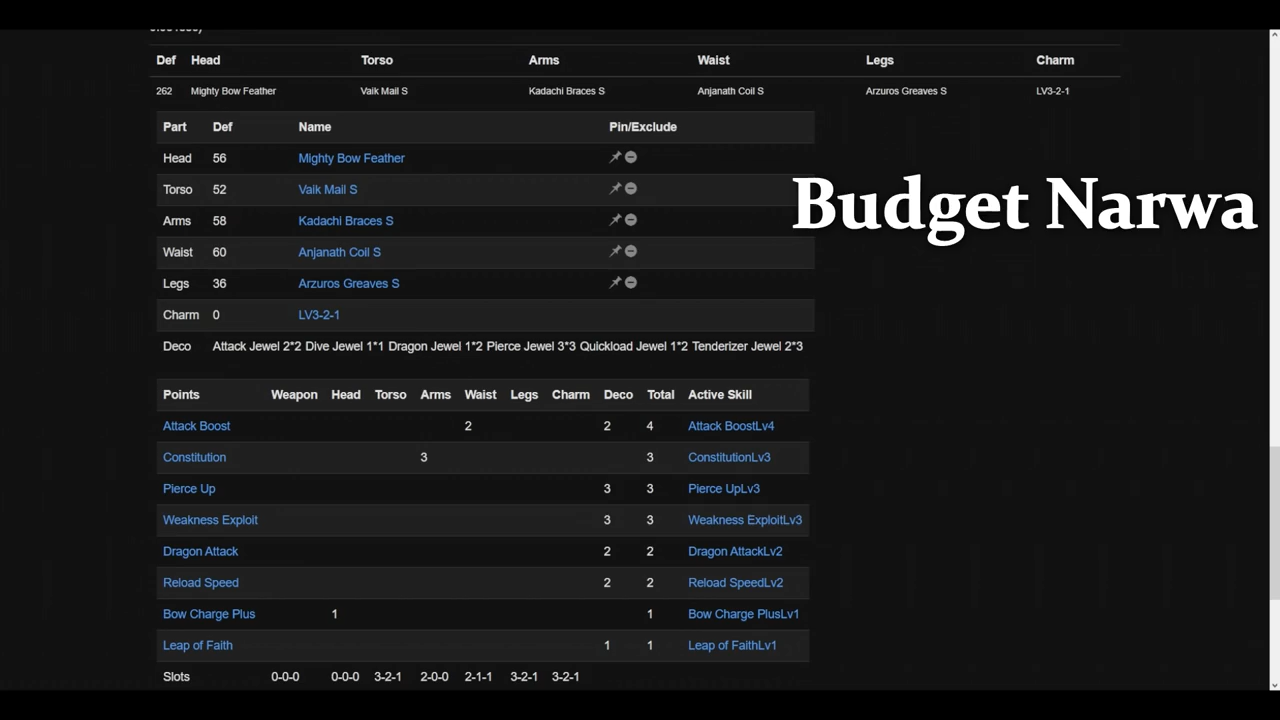 Def Head Torso Arms Waist Legs Charm
262 Mighty Bow Feather Vaik Mail S Kadachi Braces S Anjanath Coil S Arzuros Greaves S LV3-2-1
Part Def Name Pin/Exclude
Head 56 Mighty Bow Feather
Torso 52 Vaik Mail S
Budget Narwa
Arms 58 Kadachi Braces S
Waist 60 Anjanath Coil S
Legs 36 Arzuros Greaves S
Charm 0 LV3-2-1
Deco Attack Jewel 2*2 Dive Jewel 1*1 Dragon Jewel 1*2 Pierce Jewel 3*3 Quickload Jewel 1*2 Tenderizer Jewel 2*3
Points Weapon Head Torso Arms Waist Legs Charm Deco Total Active Skill
Attack Boost 2 2 4 Attack BoostLv4
Constitution 3 3 ConstitutionLv3
Pierce Up 3 3 Pierce UpLv3
Weakness Exploit 3 3 Weakness ExploitLv3
Dragon Attack 2 2 Dragon AttackLv2
Reload Speed 2 2 Reload SpeedLv2
Bow Charge Plus 1 1 Bow Charge PlusLv1
Leap of Faith 1 1 Leap of FaithLv1
Slots 0-0-0 0-0-0 3-2-1 2-0-0 2-1-1 3-2-1 3-2-1